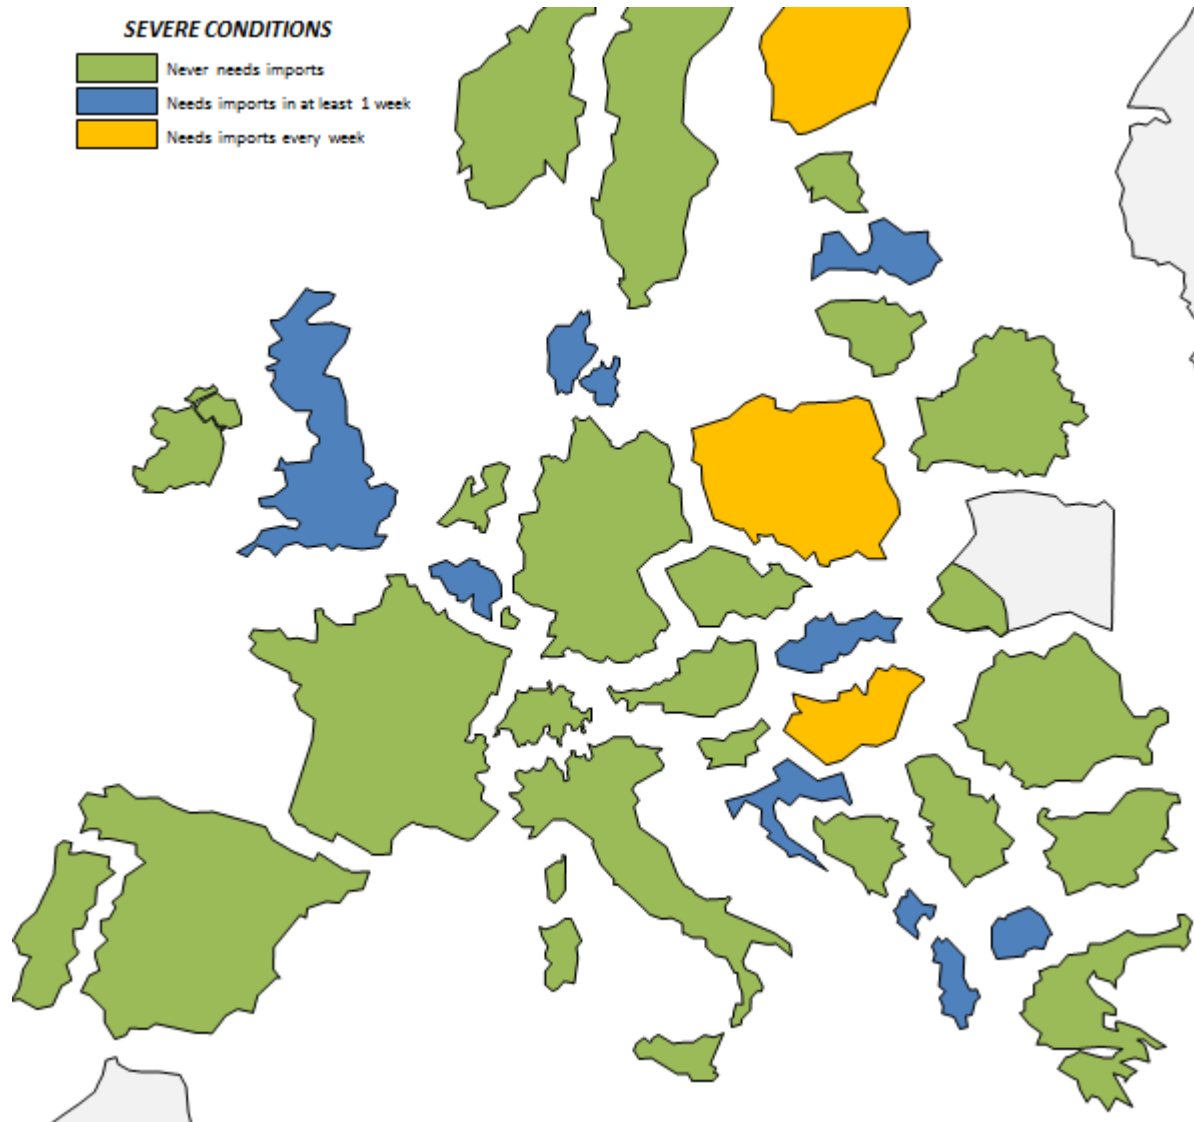 SEVERE CONDITIONS
Never needs imports
Needs imports in at least 1 week
Needs imports every week